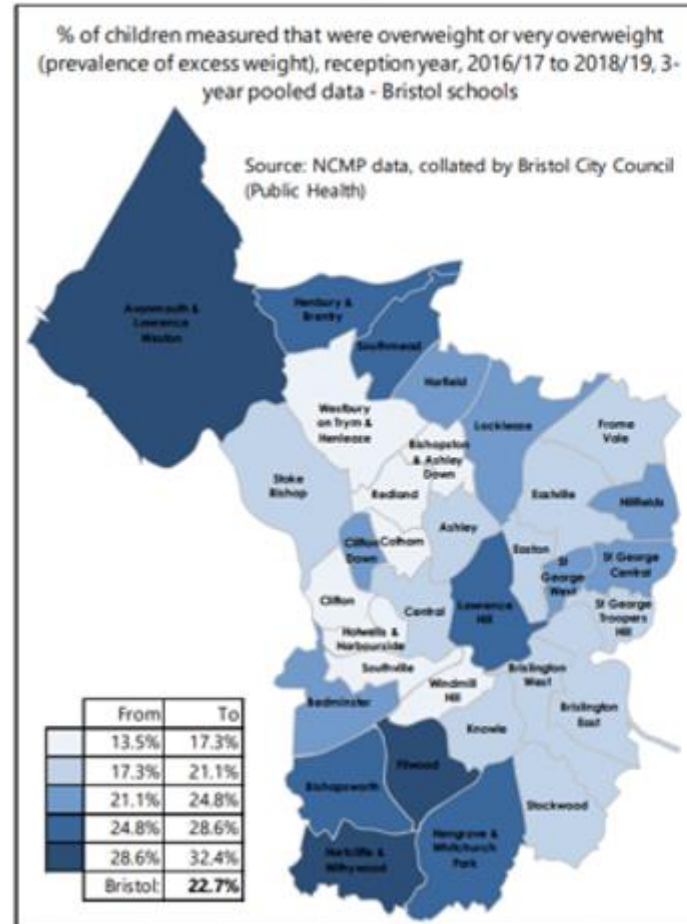 % of children measured that were overweight or very overweight
(prevalence of excess weight), reception year, 2016/17 to 2018/19, 3-
year pooled data - Bristol schools
Source: NCMP data, collated by Bristol City Council
(Public Health)
Avonmouth &
Lawrence
Weston
Henbury &
Brentry
Southmead
Horfield
Lockleaze
Frome
Vale
Westbury
on Trym &
Henleaze
Bishopston
& Ashley
Down
Stoke
Bishop
Redland
Eastville
Hillfields
Clifton
Down
Cotham
Ashley
Easton
St
George
West
St George
Central
Clifton
Central
Lawrence
Hill
St George
Troopers
Hill
Hotwells &
Harbourside
Southville
Windmill
Hill
Brislington
West
Brislington
East
Bedminster
Knowle
Filwood
Bishopsworth
Stockwood
Hartcliffe &
Withywood
Hengrove &
Whitchurch
Park
From To
13.5% 17.3%
17.3% 21.1%
21.1% 24.8%
24.8% 28.6%
28.6% 32.4%
Bristol: 22.7%